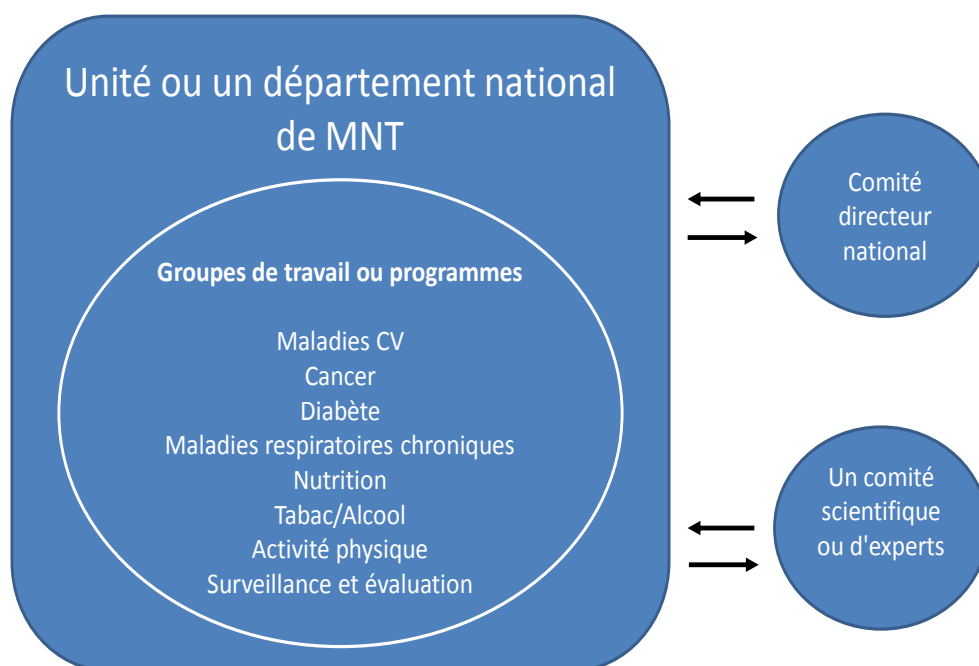 Unité ou un département national
de MNT
Groupes de travail ou programmes
Maladies CV
Cancer
Diabète
Maladies respiratoires chroniques
Nutrition
Tabac/Alcool
Activité physique
Surveillance et évaluation
Comité
directeur
national
Un comité
scientifique
ou d'experts